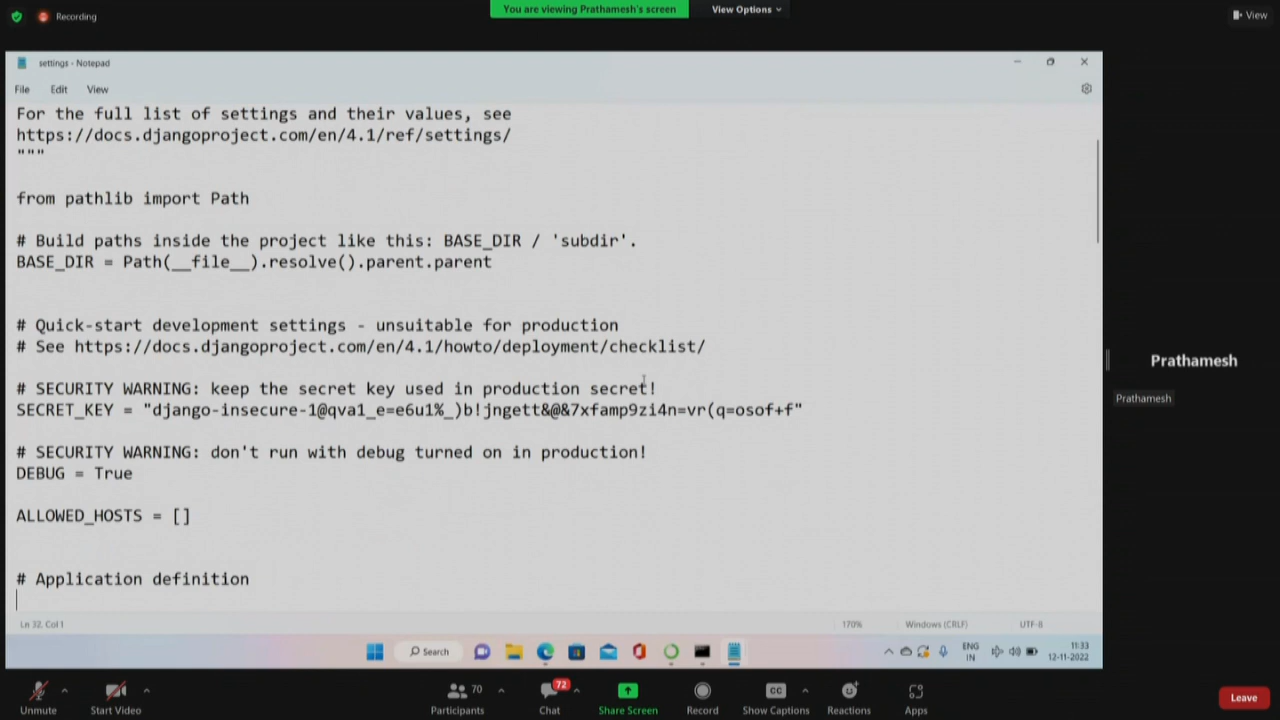 Recording
You are viewing Prathamesh's screen
View Options
View
settings - Notepad
File Edit View
For the full list of settings and their values, see
https://docs.djangoproject.com/en/4.1/ref/settings/
"""
from pathlib import Path
# Build paths inside the project like this: BASE_DIR / 'subdir'.
BASE_DIR = Path(__file__).resolve().parent.parent
# Quick-start development settings - unsuitable for production
# See https://docs.djangoproject.com/en/4.1/howto/deployment/checklist/
# SECURITY WARNING: keep the secret key used in production secret!
SECRET_KEY = "django-insecure-1@qva1_e=e6u1%_)b!jngett&@&7xfamp9zi4n=vr(q=osof+f"
# SECURITY WARNING: don't run with debug turned on in production!
DEBUG = True
ALLOWED_HOSTS = []
# Application definition
Ln 32, Col 1
170%
Windows (CRLF)
UTF-8
Search
ENG
IN
11:33
12-11-2022
Prathamesh
Prathamesh
Unmute
Start Video
70
Participants
72
Chat
Share Screen
Record
CC
Show Captions
Reactions
Apps
Leave